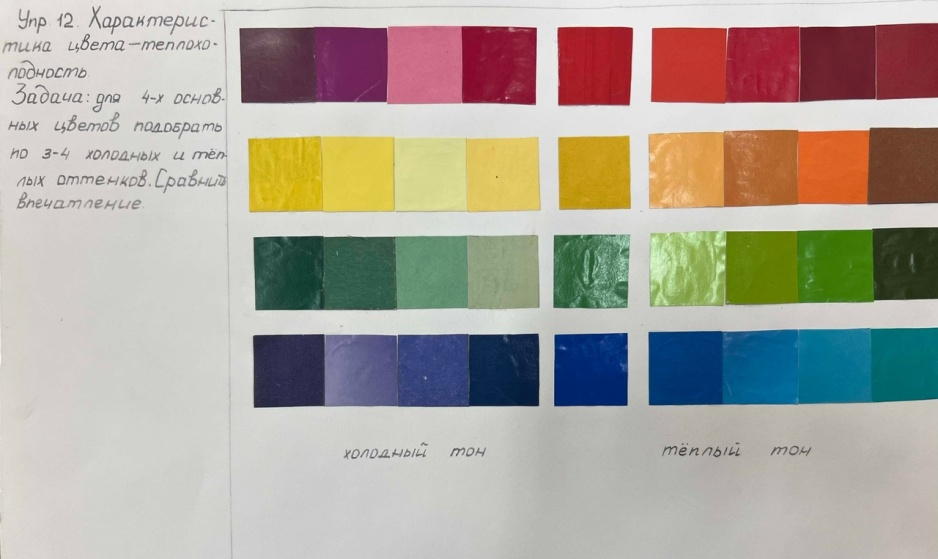 Упр 12. Характерис-
тика цвета—теплохо-
лодность.
Задача: для 4-х основ-
ных цветов подобрать
по 3-4 холодных и тёп-
лых оттенков. Сравнить
впечатление.
холодный тон
тёплый тон